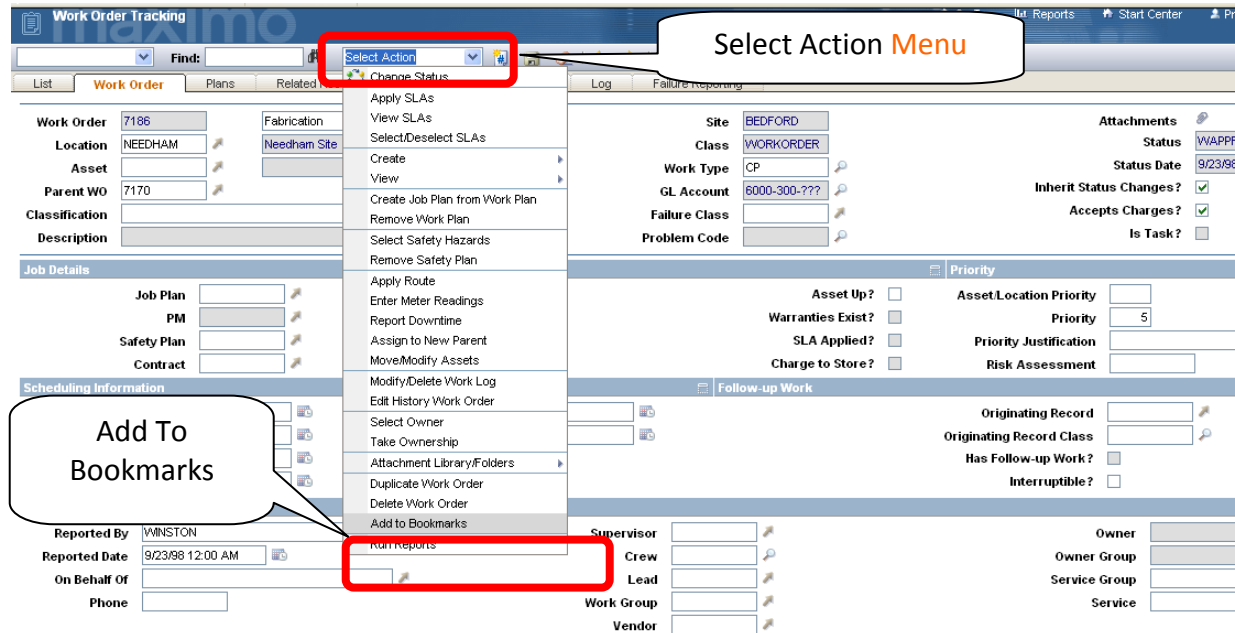 Work Order Tracking
maximo
Reports Start Center
Find: Select Action
Select Action Menu
List Work Order Plans Log Failure Reporting
Change Status
Apply SLAs
View SLAs
Select/Deselect SLAs
Create
View
Create Job Plan from Work Plan
Remove Work Plan
Select Safety Hazards
Remove Safety Plan
Apply Route
Enter Meter Readings
Report Downtime
Assign to New Parent
Move/Modify Assets
Modify/Delete Work Log
Edit History Work Order
Select Owner
Take Ownership
Attachment Library/Folders
Duplicate Work Order
Delete Work Order
Add to Bookmarks
Run Reports
Work Order 7186 Fabrication
Location NEEDHAM Needham Site
Asset
Parent WO 7170
Classification
Description
Site BEDFORD
Class WORKORDER
Work Type CP
GL Account 6000-300-???
Failure Class
Problem Code
Attachments
Status WAPPR
Status Date 9/23/98
Inherit Status Changes?
Accepts Charges?
Is Task?
Job Details
Job Plan
PM
Safety Plan
Contract
Asset Up?
Warranties Exist?
SLA Applied?
Charge to Store?
Priority
Asset/Location Priority
Priority 5
Priority Justification
Risk Assessment
Scheduling Information
Add To
Bookmarks
Follow-up Work
Originating Record
Originating Record Class
Has Follow-up Work?
Interruptible?
Reported By WINSTON
Reported Date 9/23/98 12:00 AM
On Behalf Of
Phone
Supervisor
Crew
Lead
Work Group
Vendor
Owner
Owner Group
Service Group
Service